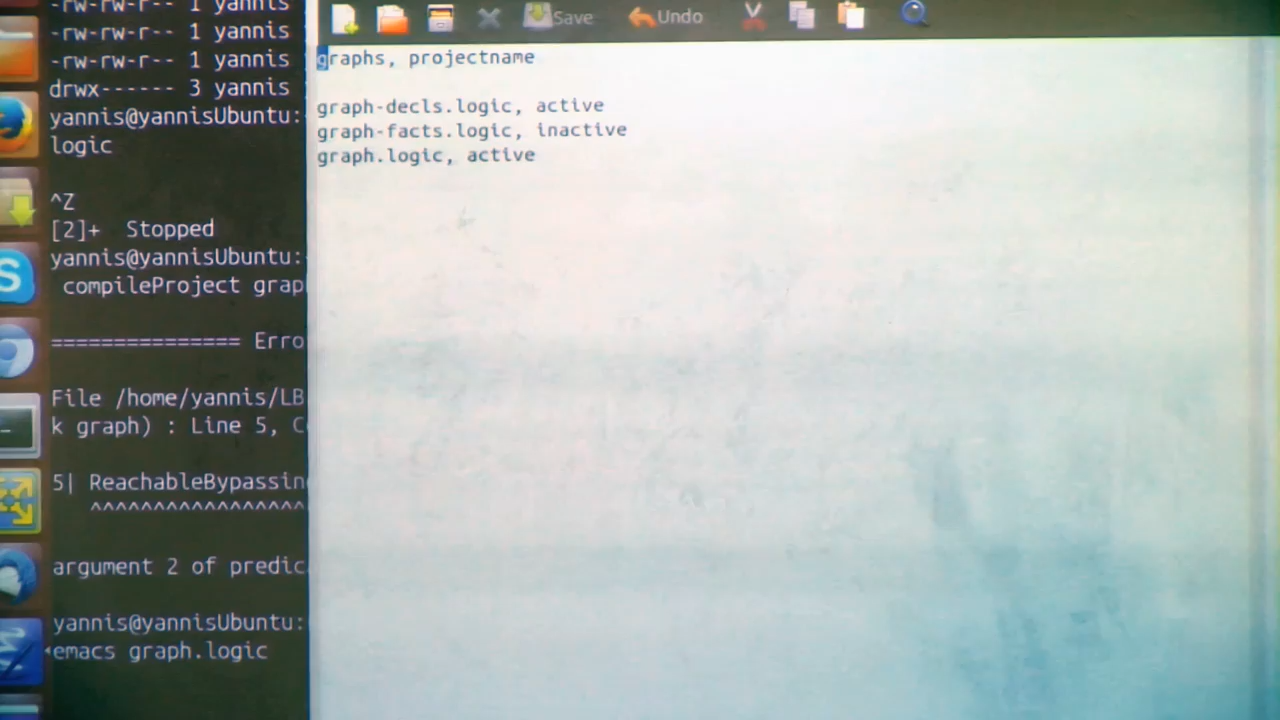 -rw-rw-r-- 1 yannis
-rw-rw-r-- 1 yannis
-rw-rw-r-- 1 yannis
drwx------ 3 yannis
yannis@yannisUbuntu:
logic
^Z
[2]+  Stopped
yannis@yannisUbuntu:
compileProject grap
=============== Erro
File /home/yannis/LB
k graph) : Line 5, C
5| ReachableBypassin
^^^^^^^^^^^^^^^^^
argument 2 of predic
yannis@yannisUbuntu:
emacs graph.logic
Save Undo
graphs, projectname
graph-decls.logic, active
graph-facts.logic, inactive
graph.logic, active